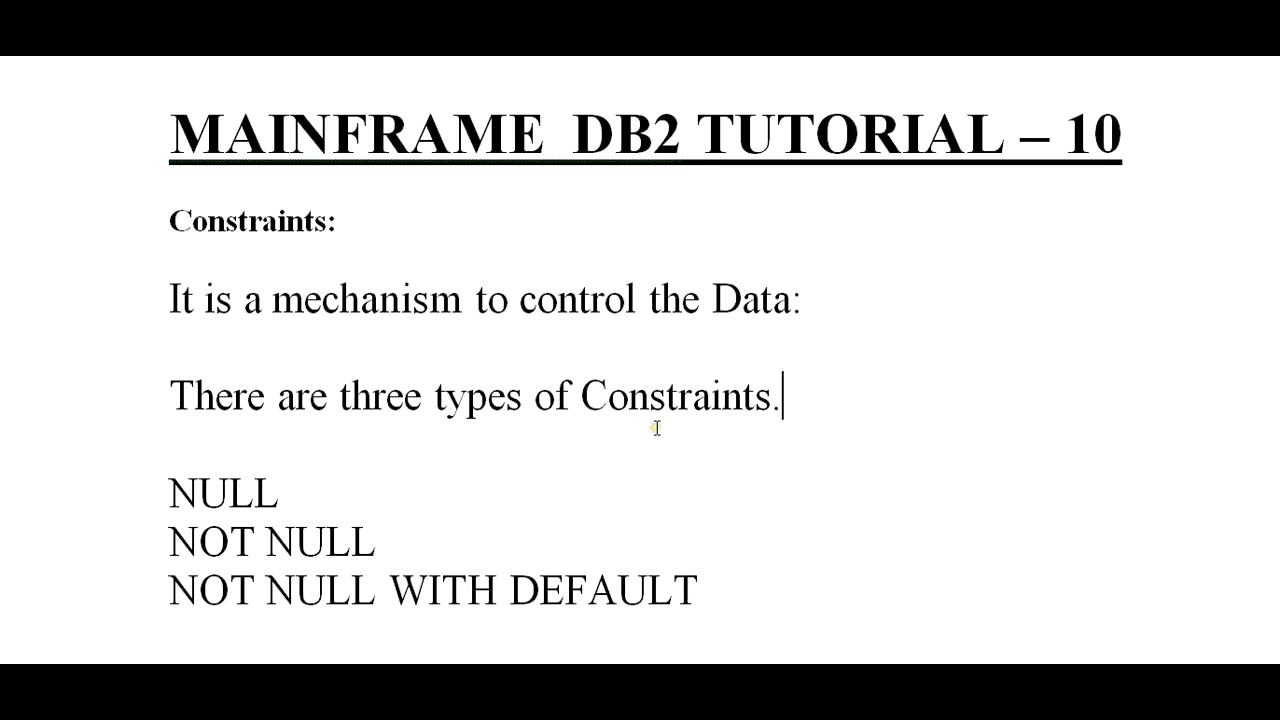 MAINFRAME DB2 TUTORIAL – 10
Constraints:
It is a mechanism to control the Data:
There are three types of Constraints.
NULL
NOT NULL
NOT NULL WITH DEFAULT